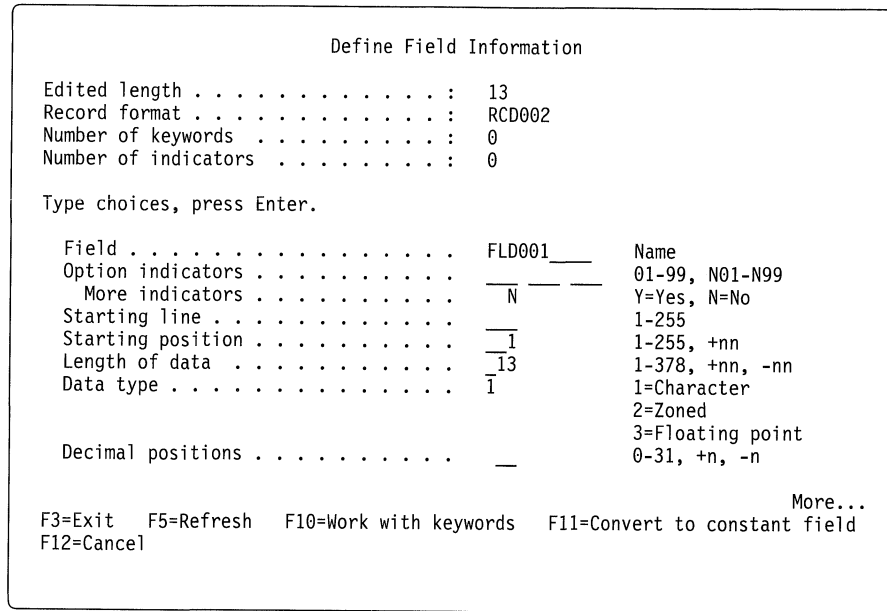 Define Field Information
Edited length . . . . . . . . . . . . . : 13
Record format . . . . . . . . . . . . . : RCD002
Number of keywords . . . . . . . . . : 0
Number of indicators . . . . . . . . : 0
Type choices, press Enter.
Field . . . . . . . . . . . . . . . . FLD001____ Name
Option indicators . . . . . . . . . . ___ ___ ___ 01-99, N01-N99
More indicators . . . . . . . . . . N Y=Yes, N=No
Starting line . . . . . . . . . . . . ___ 1-255
Starting position . . . . . . . . . . __1 1-255, +nn
Length of data . . . . . . . . . . . _13 1-378, +nn, -nn
Data type . . . . . . . . . . . . . . 1 1=Character
2=Zoned
3=Floating point
Decimal positions . . . . . . . . . . __ 0-31, +n, -n
More...
F3=Exit F5=Refresh F10=Work with keywords F11=Convert to constant field
F12=Cancel